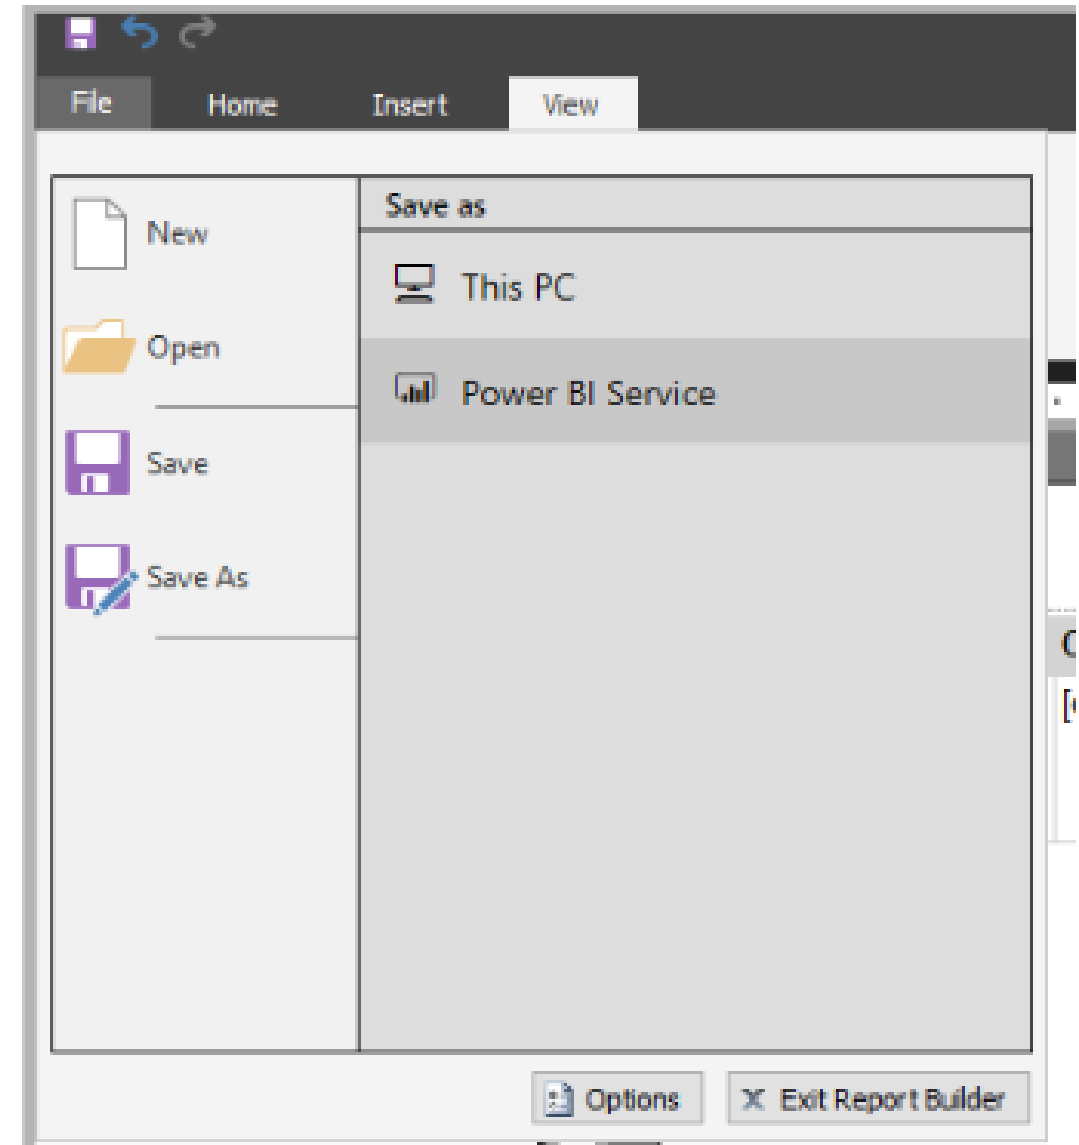 File Home Insert View
Save as
New
This PC
Open
Power BI Service
Save
Save As
Options Exit Report Builder